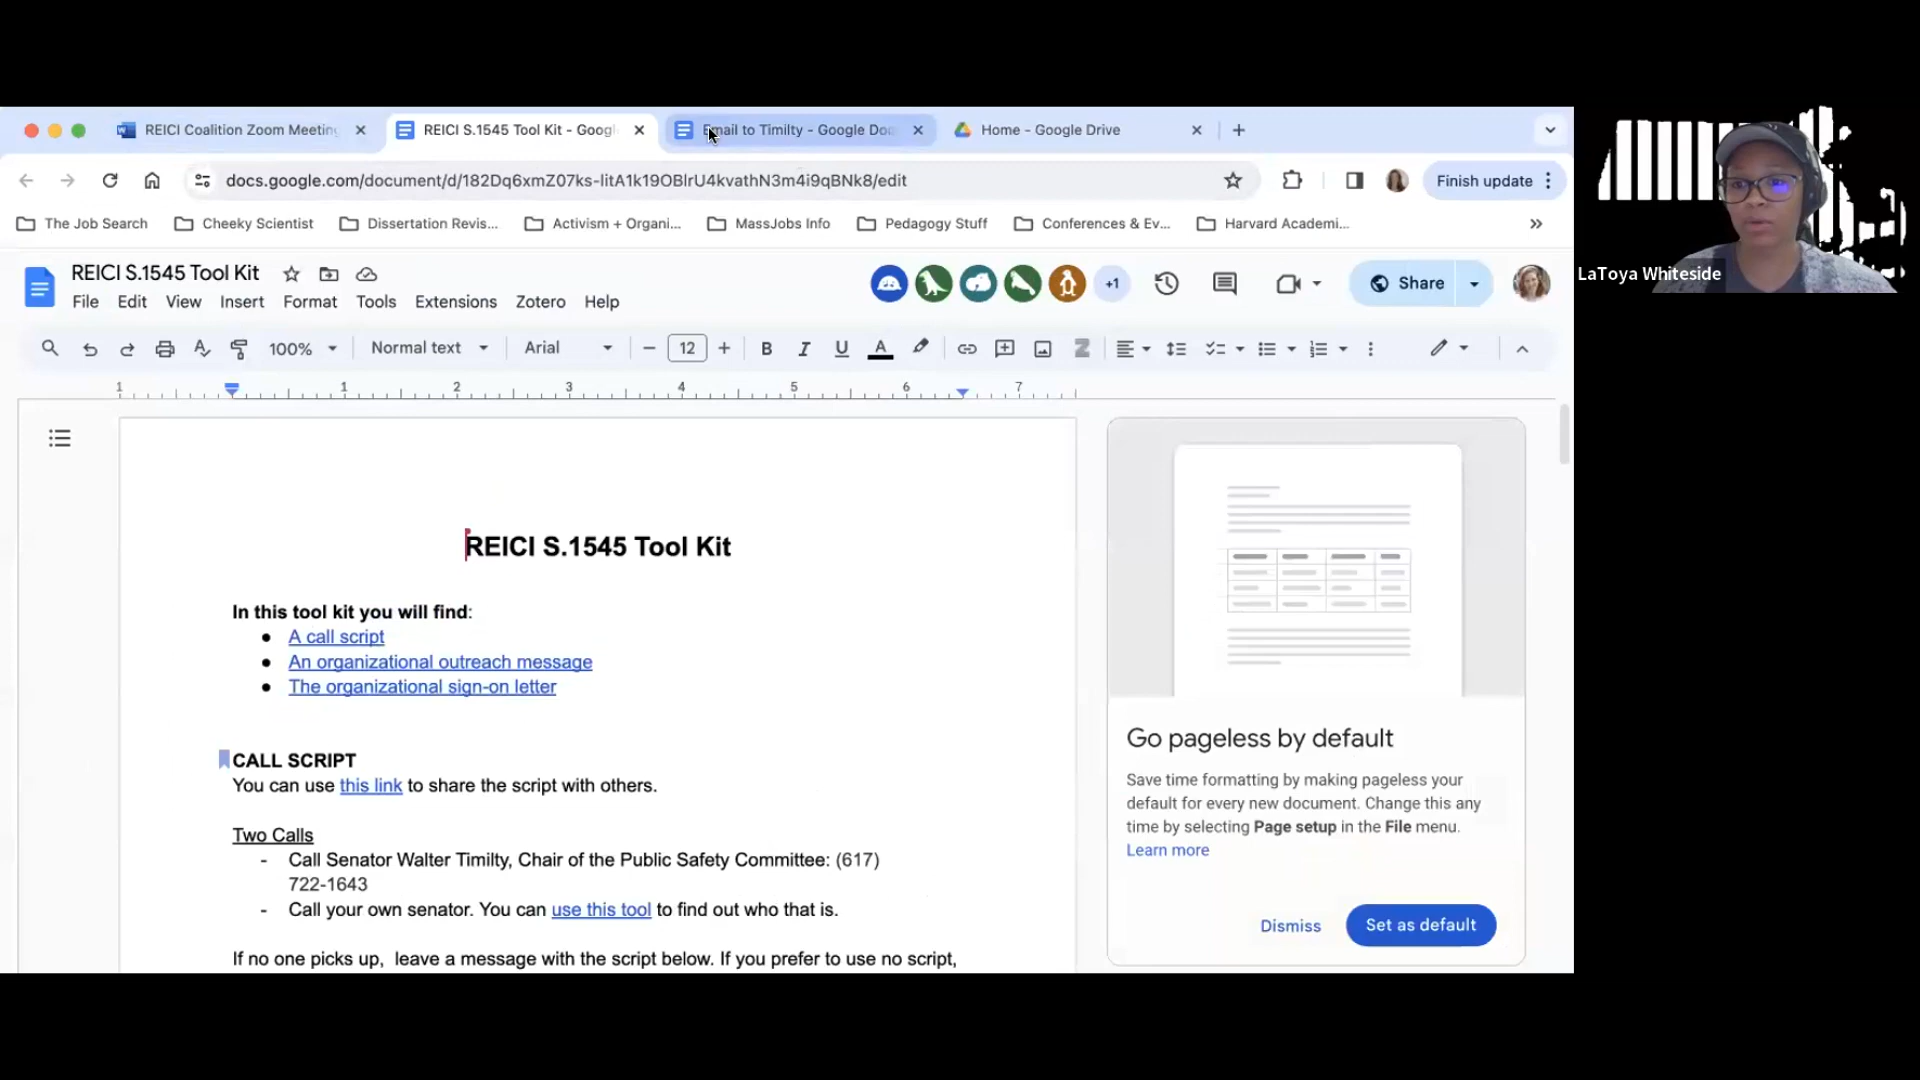 REICI Coalition Zoom Meeting
REICI S.1545 Tool Kit - Googl
Email to Timilty - Google Doc
Home - Google Drive
docs.google.com/document/d/182Dq6xmZ07ks-litA1k19OBlrU4kvathN3m4i9qBNk8/edit
Finish update
The Job Search
Cheeky Scientist
Dissertation Revis...
Activism + Organi...
MassJobs Info
Pedagogy Stuff
Conferences & Ev...
Harvard Academi...
REICI S.1545 Tool Kit
File Edit View Insert Format Tools Extensions Zotero Help
+1
Share
LaToya Whiteside
100% Normal text Arial 12 B I U A
1 1 2 3 4 5 6 7
REICI S.1545 Tool Kit
In this tool kit you will find:
● A call script
● An organizational outreach message
● The organizational sign-on letter
CALL SCRIPT
You can use this link to share the script with others.
Two Calls
- Call Senator Walter Timilty, Chair of the Public Safety Committee: (617)
722-1643
- Call your own senator. You can use this tool to find out who that is.
If no one picks up, leave a message with the script below. If you prefer to use no script,
Go pageless by default
Save time formatting by making pageless your
default for every new document. Change this any
time by selecting Page setup in the File menu.
Learn more
Dismiss
Set as default